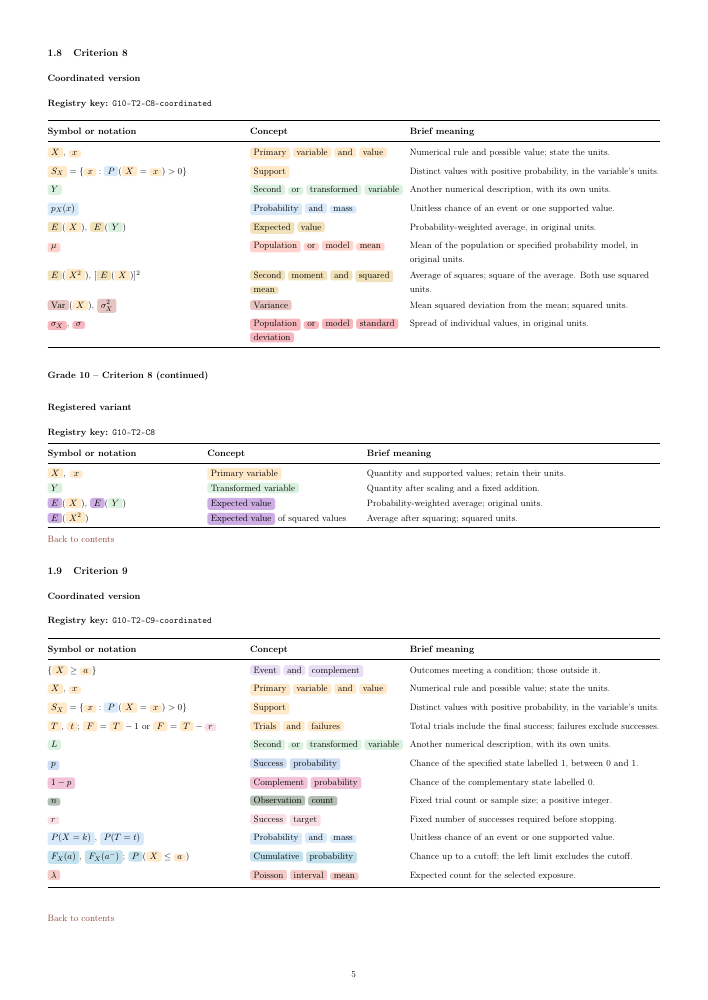 1.8 Criterion 8
Coordinated version
Registry key: G10-T2-C8-coordinated
Symbol or notation Concept Brief meaning
X, x Primary variable and value Numerical rule and possible value; state the units.
S_X = { x : P ( X = x ) > 0} Support Distinct values with positive probability, in the variable's units.
Y Second or transformed variable Another numerical description, with its own units.
p_X(x) Probability and mass Unitless chance of an event or one supported value.
E ( X ), E ( Y ) Expected value Probability-weighted average, in original units.
μ Population or model mean Mean of the population or specified probability model, in
original units.
E ( X² ), [ E ( X )]² Second moment and squared Average of squares; square of the average. Both use squared
mean units.
Var ( X ), σ²_X Variance Mean squared deviation from the mean; squared units.
σ_X, σ Population or model standard Spread of individual values, in original units.
deviation
Grade 10 – Criterion 8 (continued)
Registered variant
Registry key: G10-T2-C8
Symbol or notation Concept Brief meaning
X, x Primary variable Quantity and supported values; retain their units.
Y Transformed variable Quantity after scaling and a fixed addition.
E ( X ), E ( Y ) Expected value Probability-weighted average; original units.
E ( X² ) Expected value of squared values Average after squaring; squared units.
Back to contents
1.9 Criterion 9
Coordinated version
Registry key: G10-T2-C9-coordinated
Symbol or notation Concept Brief meaning
{ X ≥ a } Event and complement Outcomes meeting a condition; those outside it.
X, x Primary variable and value Numerical rule and possible value; state the units.
S_X = { x : P ( X = x ) > 0} Support Distinct values with positive probability, in the variable's units.
T, t; F = T − 1 or F = T − r Trials and failures Total trials include the final success; failures exclude successes.
L Second or transformed variable Another numerical description, with its own units.
p Success probability Chance of the specified state labelled 1, between 0 and 1.
1 − p Complement probability Chance of the complementary state labelled 0.
n Observation count Fixed trial count or sample size; a positive integer.
r Success target Fixed number of successes required before stopping.
P(X = k), P(T = t) Probability and mass Unitless chance of an event or one supported value.
F_X(a), F_X(a⁻); P ( X ≤ a ) Cumulative probability Chance up to a cutoff; the left limit excludes the cutoff.
λ Poisson interval mean Expected count for the selected exposure.
Back to contents
5